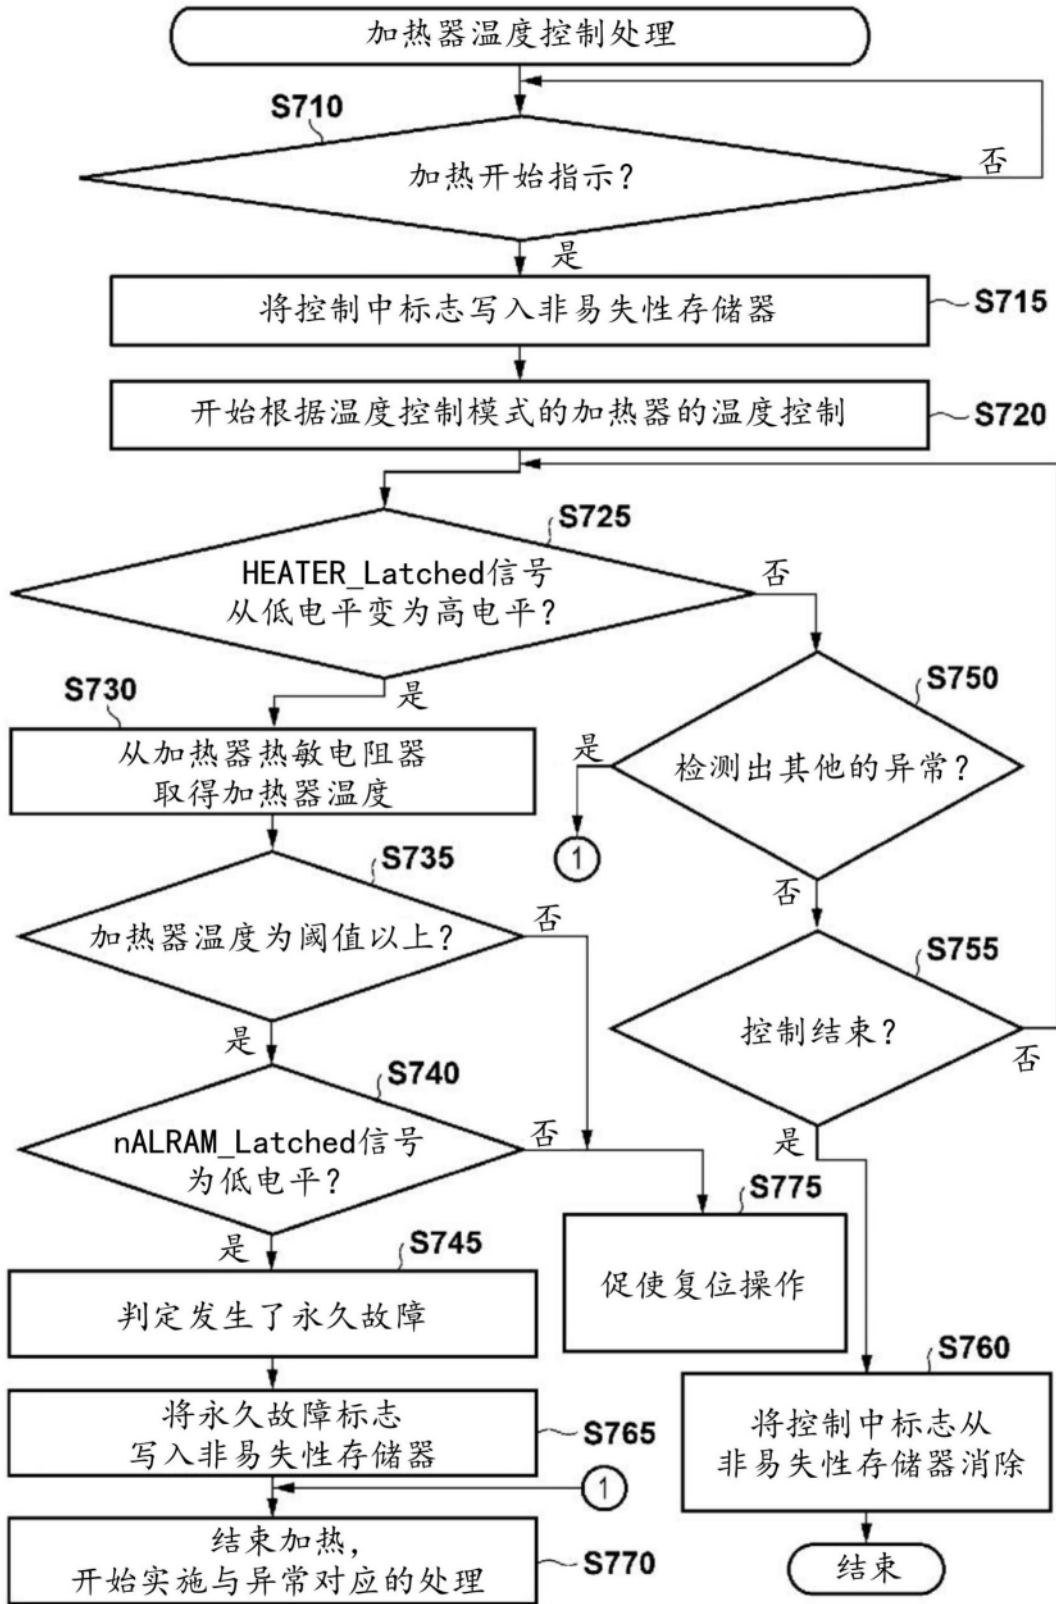 加热器温度控制处理
S710
加热开始指示？
否
是
将控制中标志写入非易失性存储器
S715
开始根据温度控制模式的加热器的温度控制
S720
S725
HEATER_Latched信号
从低电平变为高电平？
否
是
S730
从加热器热敏电阻器
取得加热器温度
S750
检测出其他的异常？
是
1
否
S735
加热器温度为阈值以上？
否
是
S755
控制结束？
否
是
S740
nALRAM_Latched信号
为低电平？
否
是
S775
促使复位操作
S745
判定发生了永久故障
S760
将控制中标志从
非易失性存储器消除
将永久故障标志
写入非易失性存储器
S765
1
结束加热，
开始实施与异常对应的处理
S770
结束